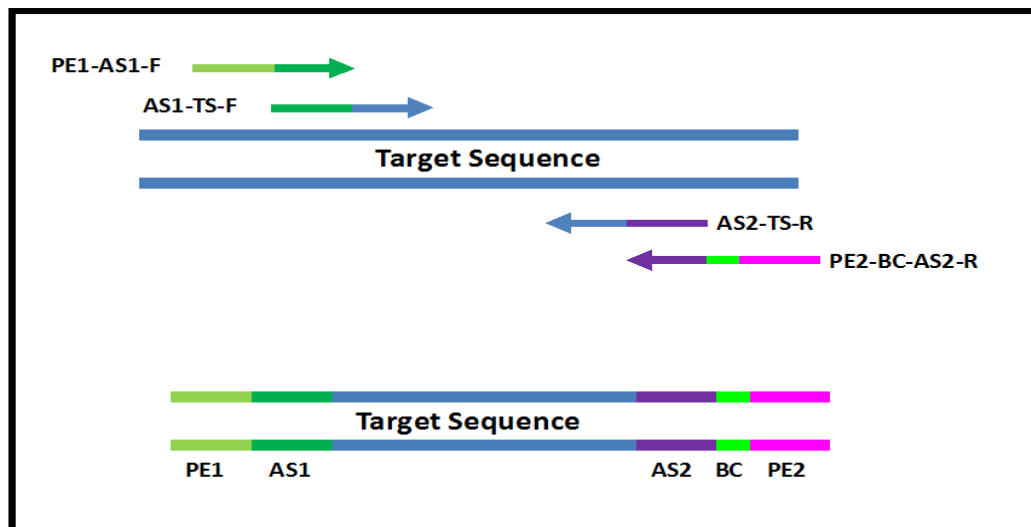 PE1-AS1-F
AS1-TS-F
Target Sequence
AS2-TS-R
PE2-BC-AS2-R
Target Sequence
PE1 AS1 AS2 BC PE2